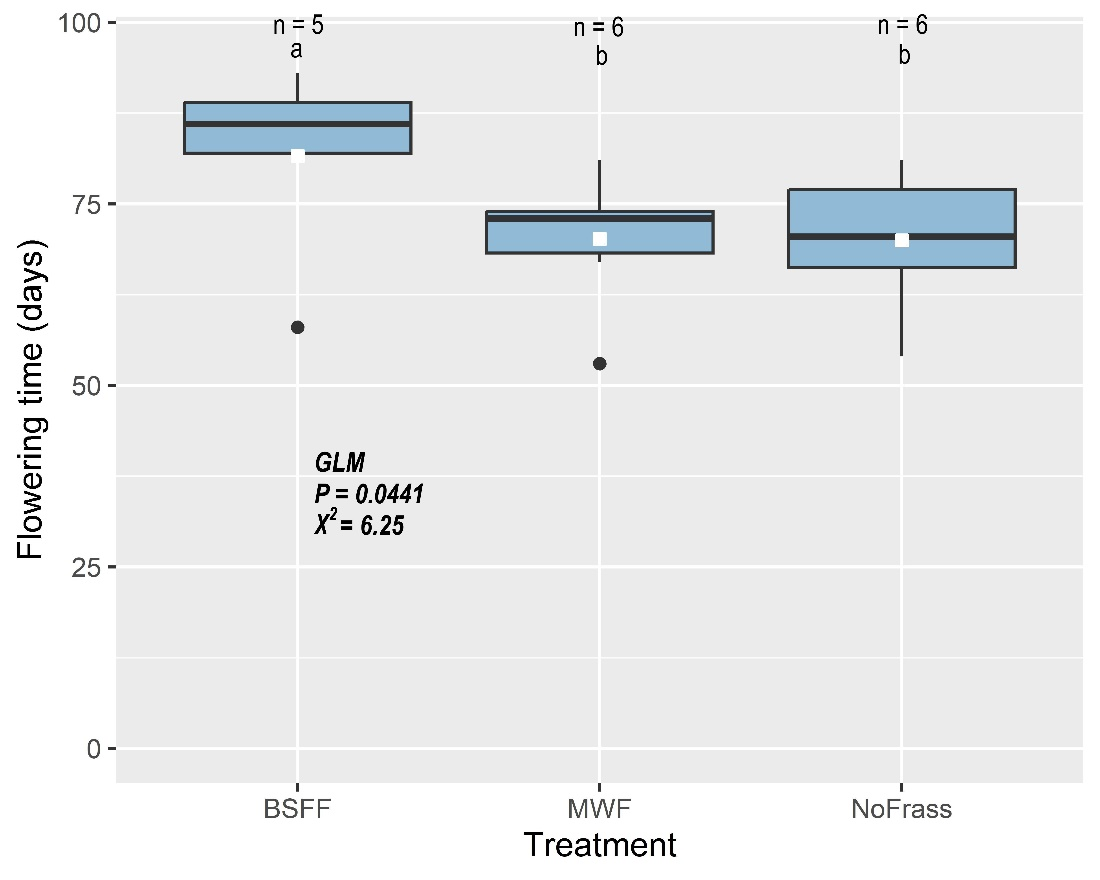 n = 5
n = 6
n = 6
a
b
b
100
75
50
25
0
Flowering time (days)
GLM
P = 0.0441
X² = 6.25
BSFF
MWF
NoFrass
Treatment